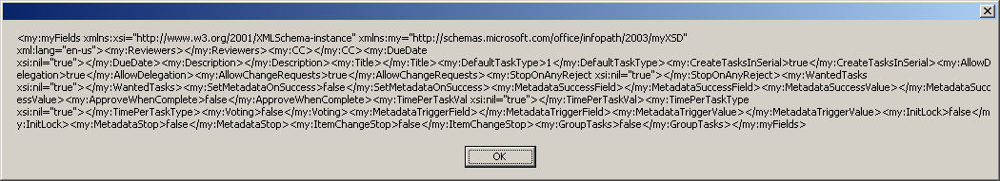 <my:myFields xmlns:xsi="http://www.w3.org/2001/XMLSchema-instance" xmlns:my="http://schemas.microsoft.com/office/infopath/2003/myXSD"
xml:lang="en-us"><my:Reviewers></my:Reviewers><my:CC></my:CC><my:DueDate
xsi:nil="true"></my:DueDate><my:Description></my:Description><my:Title></my:Title><my:DefaultTaskType>1</my:DefaultTaskType><my:CreateTasksInSerial>true</my:CreateTasksInSerial><my:AllowD
elegation>true</my:AllowDelegation><my:AllowChangeRequests>true</my:AllowChangeRequests><my:StopOnAnyReject xsi:nil="true"></my:StopOnAnyReject><my:WantedTasks
xsi:nil="true"></my:WantedTasks><my:SetMetadataOnSuccess>false</my:SetMetadataOnSuccess><my:MetadataSuccessField></my:MetadataSuccessField><my:MetadataSuccessValue></my:MetadataSucc
essValue><my:ApproveWhenComplete>false</my:ApproveWhenComplete><my:TimePerTaskVal xsi:nil="true"></my:TimePerTaskVal><my:TimePerTaskType
xsi:nil="true"></my:TimePerTaskType><my:Voting>false</my:Voting><my:MetadataTriggerField></my:MetadataTriggerField><my:MetadataTriggerValue></my:MetadataTriggerValue><my:InitLock>false</m
y:InitLock><my:MetadataStop>false</my:MetadataStop><my:ItemChangeStop>false</my:ItemChangeStop><my:GroupTasks>false</my:GroupTasks></my:myFields>
OK